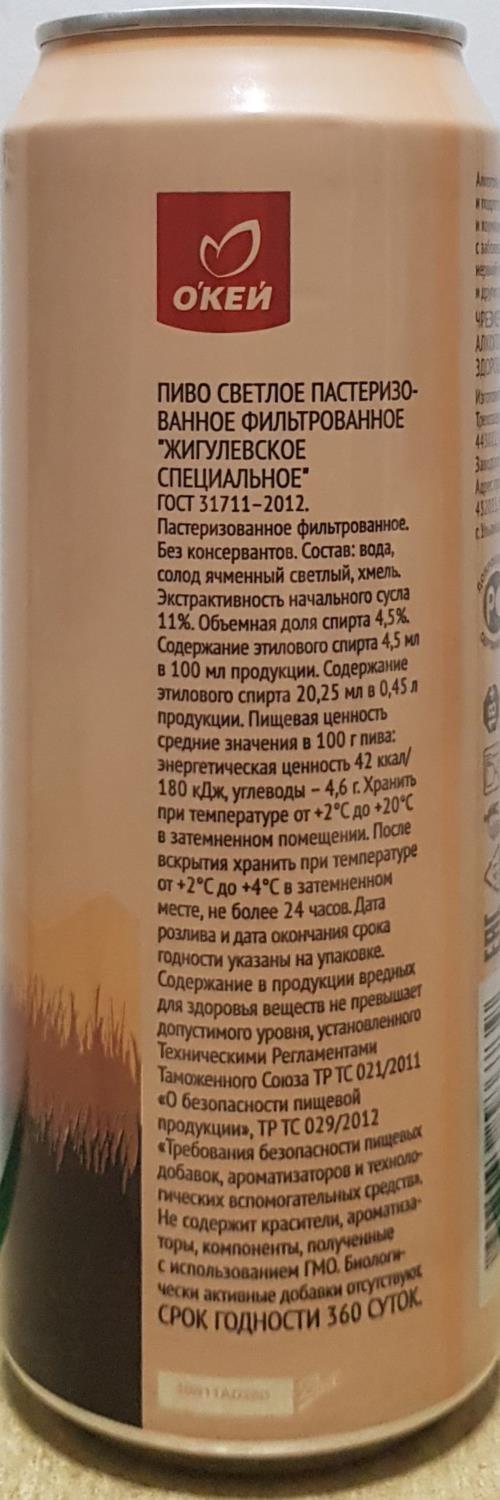 О'КЕЙ
ПИВО СВЕТЛОЕ ПАСТЕРИЗО-
ВАННОЕ ФИЛЬТРОВАННОЕ
"ЖИГУЛЕВСКОЕ
СПЕЦИАЛЬНОЕ"
ГОСТ 31711-2012.
Пастеризованное фильтрованное.
Без консервантов. Состав: вода,
солод ячменный светлый, хмель.
Экстрактивность начального сусла
11%. Объемная доля спирта 4,5%.
Содержание этилового спирта 4,5 мл
в 100 мл продукции. Содержание
этилового спирта 20,25 мл в 0,45 л
продукции. Пищевая ценность
средние значения в 100 г пива:
энергетическая ценность 42 ккал/
180 кДж, углеводы – 4,6 г. Хранить
при температуре от +2°С до +20°С
в затемненном помещении. После
вскрытия хранить при температуре
от +2°С до +4°С в затемненном
месте, не более 24 часов. Дата
розлива и дата окончания срока
годности указаны на упаковке.
Содержание в продукции вредных
для здоровья веществ не превышает
допустимого уровня, установленного
Техническими Регламентами
Таможенного Союза ТР ТС 021/2011
«О безопасности пищевой
продукции», ТР ТС 029/2012
«Требования безопасности пищевых
добавок, ароматизаторов и техноло-
гических вспомогательных средств».
Не содержит красители, ароматиза-
торы, компоненты, полученные
с использованием ГМО. Биологи-
чески активные добавки отсутствуют.
СРОК ГОДНОСТИ 360 СУТОК.